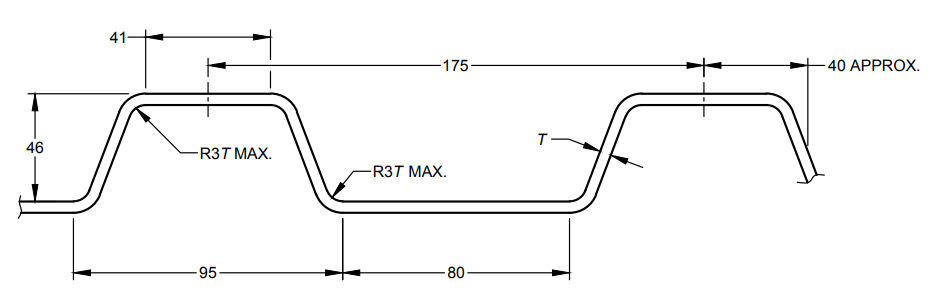 41
175
40 APPROX.
46
R3T MAX.
T
R3T MAX.
95
80